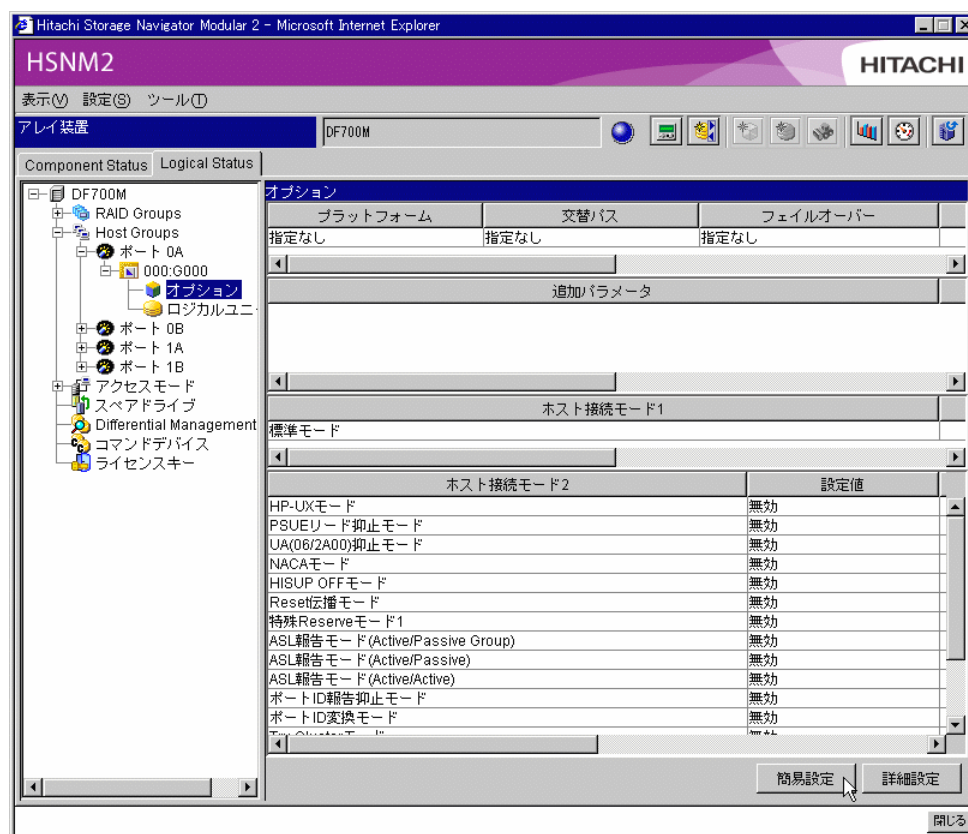 Hitachi Storage Navigator Modular 2 - Microsoft Internet Explorer
HSNM2
HITACHI
表示(V) 設定(S) ツール(T)
アレイ装置 DF700M
Component Status Logical Status
DF700M
RAID Groups
Host Groups
ポート 0A
000:G000
オプション
ロジカルユニ
ポート 0B
ポート 1A
ポート 1B
アクセスモード
スペアドライブ
Differential Management
コマンドデバイス
ライセンスキー
オプション
プラットフォーム 交替パス フェイルオーバー
指定なし 指定なし 指定なし
追加パラメータ
ホスト接続モード1
標準モード
ホスト接続モード2 設定値
HP-UXモード 無効
PSUEリード抑止モード 無効
UA(06/2A00)抑止モード 無効
NACAモード 無効
HISUP OFFモード 無効
Reset伝播モード 無効
特殊Reserveモード1 無効
ASL報告モード(Active/Passive Group) 無効
ASL報告モード(Active/Passive) 無効
ASL報告モード(Active/Active) 無効
ポートID報告抑止モード 無効
ポートID変換モード 無効
簡易設定 詳細設定
閉じる